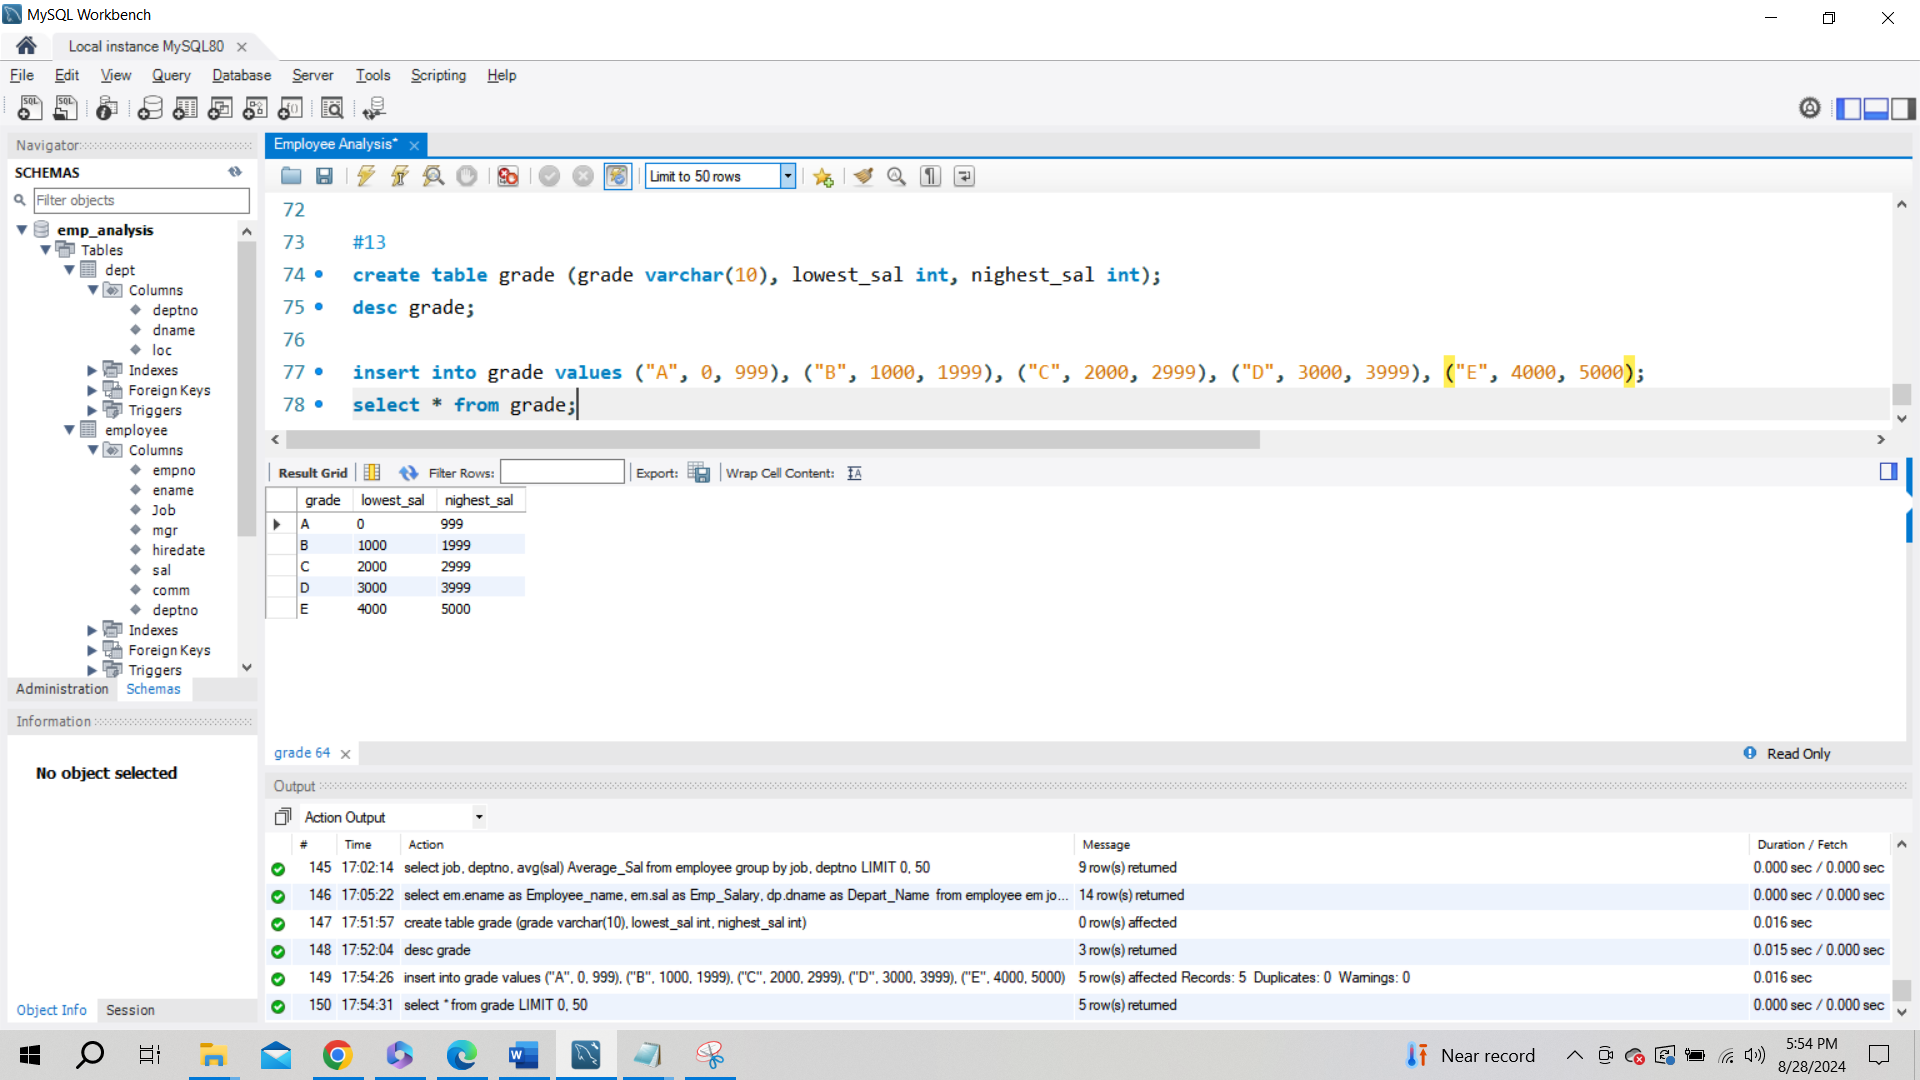 MySQL Workbench
Local instance MySQL80
File Edit View Query Database Server Tools Scripting Help
Navigator
SCHEMAS
Filter objects
emp_analysis
Tables
dept
Columns
deptno
dname
loc
Indexes
Foreign Keys
Triggers
employee
Columns
empno
ename
Job
mgr
hiredate
sal
comm
deptno
Indexes
Foreign Keys
Triggers
Administration Schemas
Information
No object selected
Object Info Session
Employee Analysis*
Limit to 50 rows
72
73 #13
74 create table grade (grade varchar(10), lowest_sal int, nighest_sal int);
75 desc grade;
76
77 insert into grade values ("A", 0, 999), ("B", 1000, 1999), ("C", 2000, 2999), ("D", 3000, 3999), ("E", 4000, 5000);
78 select * from grade;
Result Grid Filter Rows: Export: Wrap Cell Content:
grade lowest_sal nighest_sal
A 0 999
B 1000 1999
C 2000 2999
D 3000 3999
E 4000 5000
grade 64 Read Only
Output
Action Output
# Time Action Message Duration / Fetch
145 17:02:14 select job, deptno, avg(sal) Average_Sal from employee group by job, deptno LIMIT 0, 50 9 row(s) returned 0.000 sec / 0.000 sec
146 17:05:22 select em.ename as Employee_name, em.sal as Emp_Salary, dp.dname as Depart_Name from employee em jo... 14 row(s) returned 0.000 sec / 0.000 sec
147 17:51:57 create table grade (grade varchar(10), lowest_sal int, nighest_sal int) 0 row(s) affected 0.016 sec
148 17:52:04 desc grade 3 row(s) returned 0.015 sec / 0.000 sec
149 17:54:26 insert into grade values ("A", 0, 999), ("B", 1000, 1999), ("C", 2000, 2999), ("D", 3000, 3999), ("E", 4000, 5000) 5 row(s) affected Records: 5 Duplicates: 0 Warnings: 0 0.016 sec
150 17:54:31 select * from grade LIMIT 0, 50 5 row(s) returned 0.000 sec / 0.000 sec
Near record
5:54 PM
8/28/2024